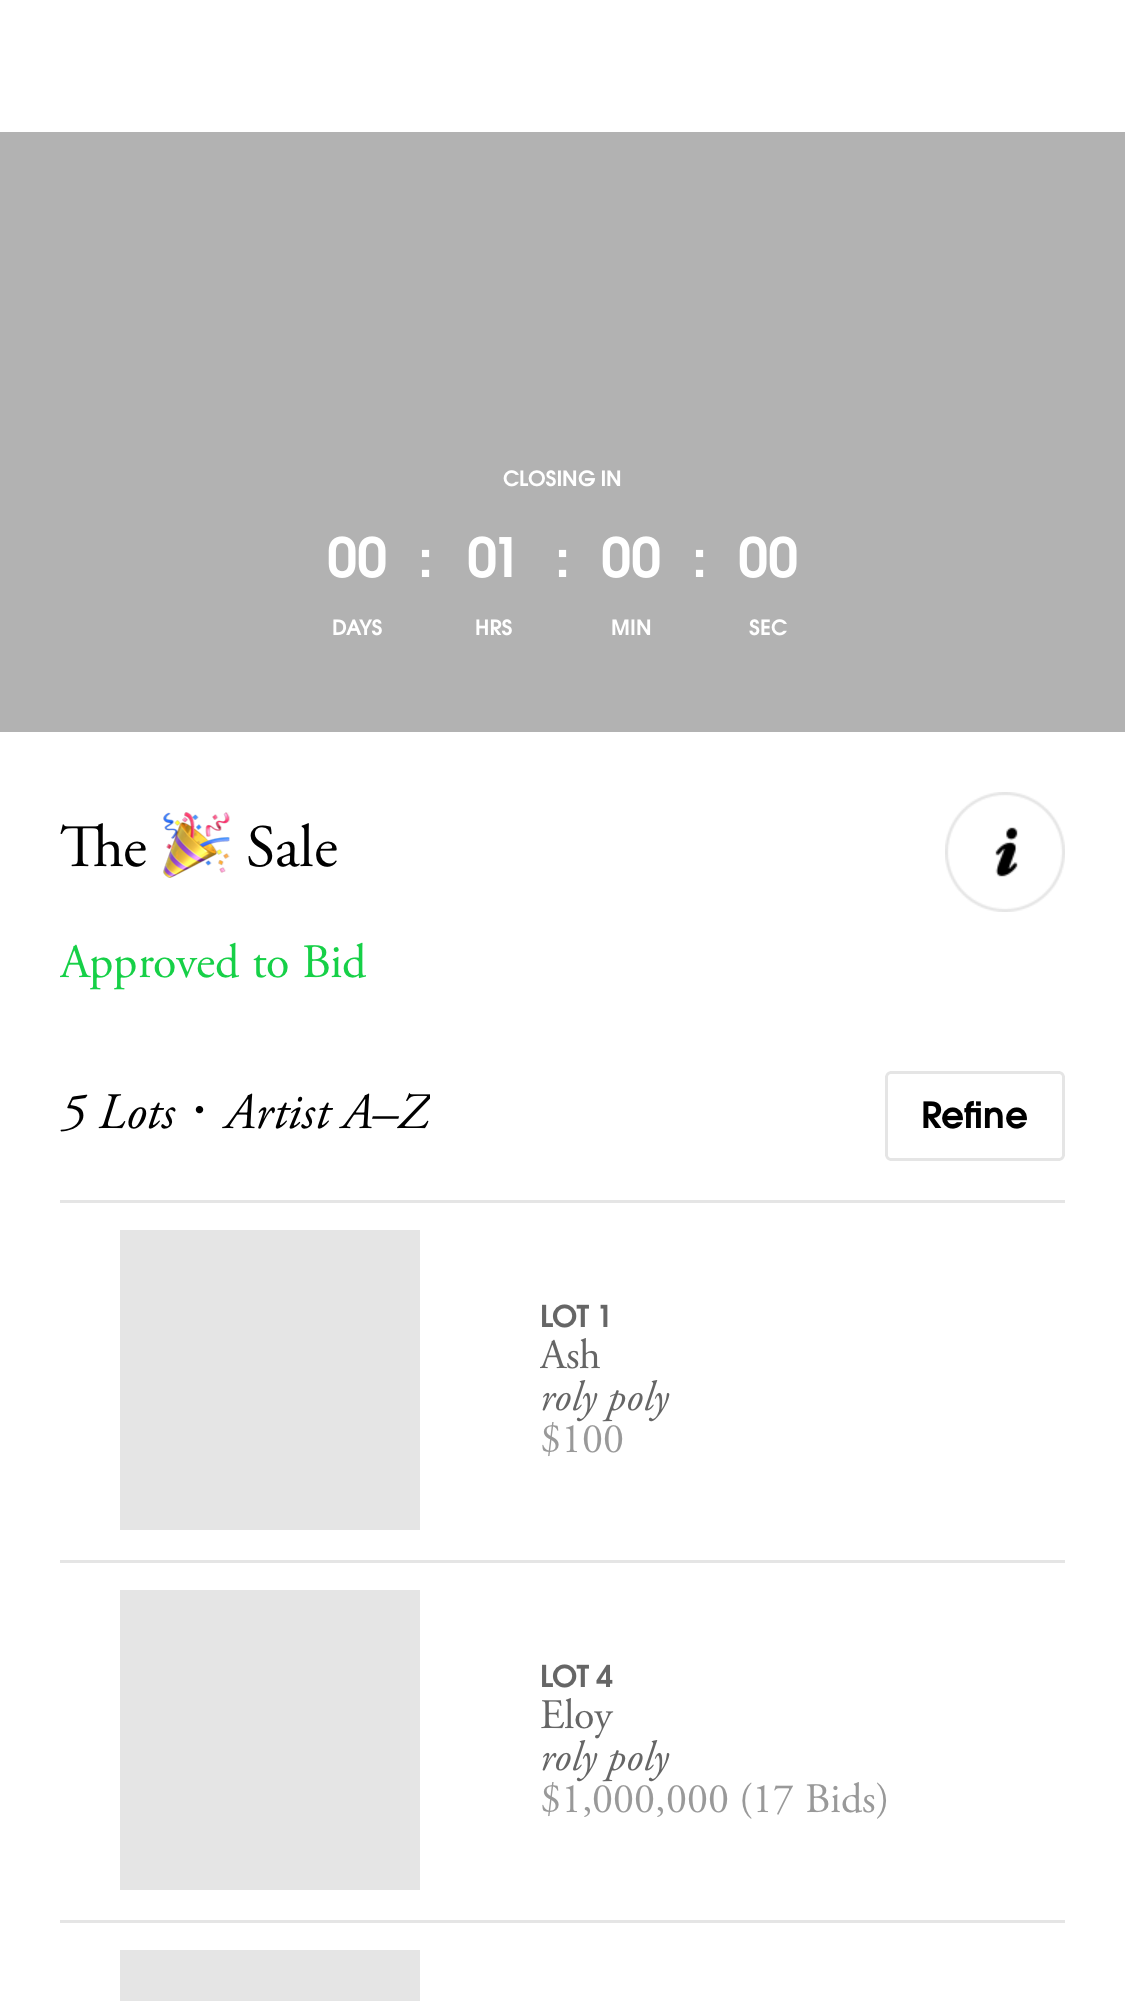 CLOSING IN
00 : 01 : 00 : 00
DAYS HRS MIN SEC
The 🎉 Sale
Approved to Bid
5 Lots • Artist A–Z
Refine
LOT 1
Ash
roly poly
$100
LOT 4
Eloy
roly poly
$1,000,000 (17 Bids)